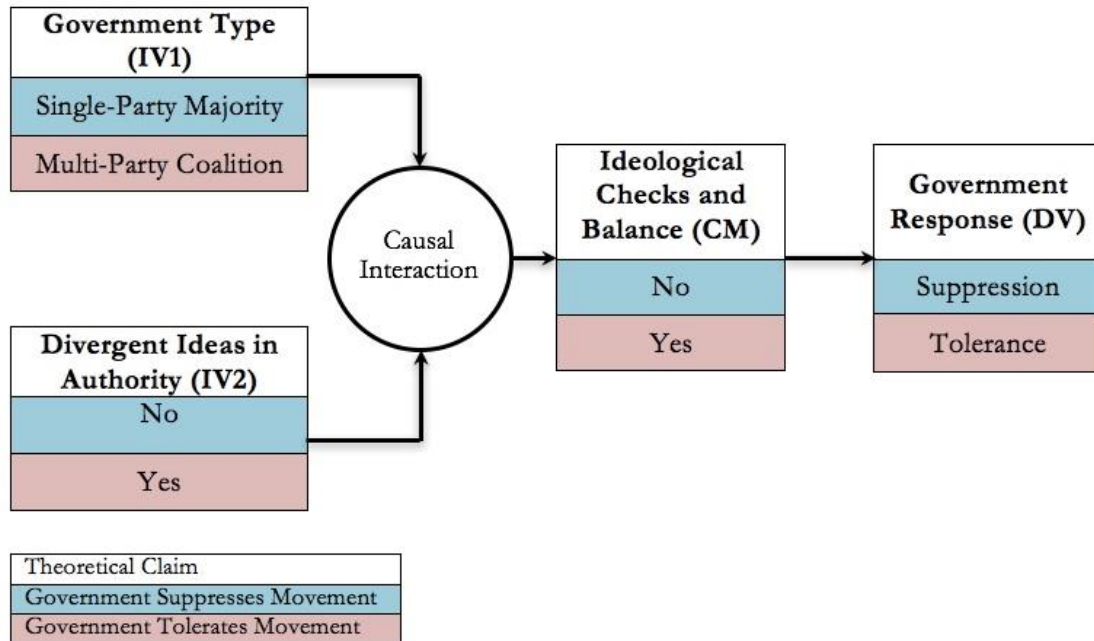 Government Type
(IV1)
Single-Party Majority
Multi-Party Coalition
Divergent Ideas in
Authority (IV2)
No
Yes
Causal
Interaction
Ideological
Checks and
Balance (CM)
No
Yes
Government
Response (DV)
Suppression
Tolerance
Theoretical Claim
Government Suppresses Movement
Government Tolerates Movement